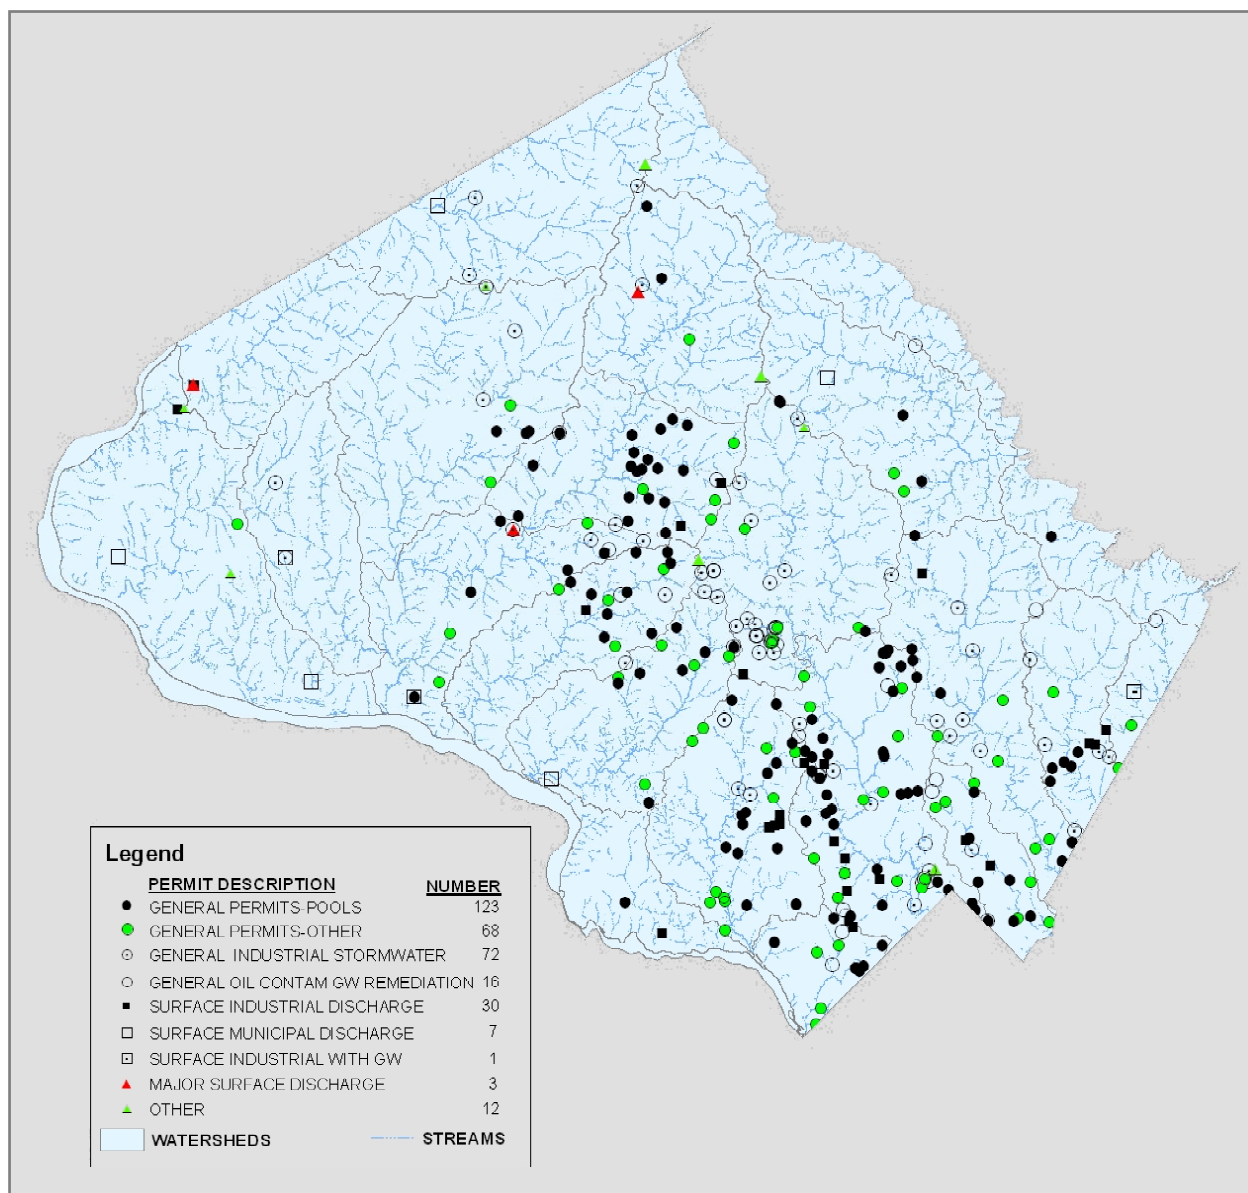 Legend
PERMIT DESCRIPTION NUMBER
GENERAL PERMITS-POOLS 123
GENERAL PERMITS-OTHER 68
GENERAL INDUSTRIAL STORMWATER 72
GENERAL OIL CONTAM GW REMEDIATION 16
SURFACE INDUSTRIAL DISCHARGE 30
SURFACE MUNICIPAL DISCHARGE 7
SURFACE INDUSTRIAL WITH GW 1
MAJOR SURFACE DISCHARGE 3
OTHER 12
WATERSHEDS STREAMS